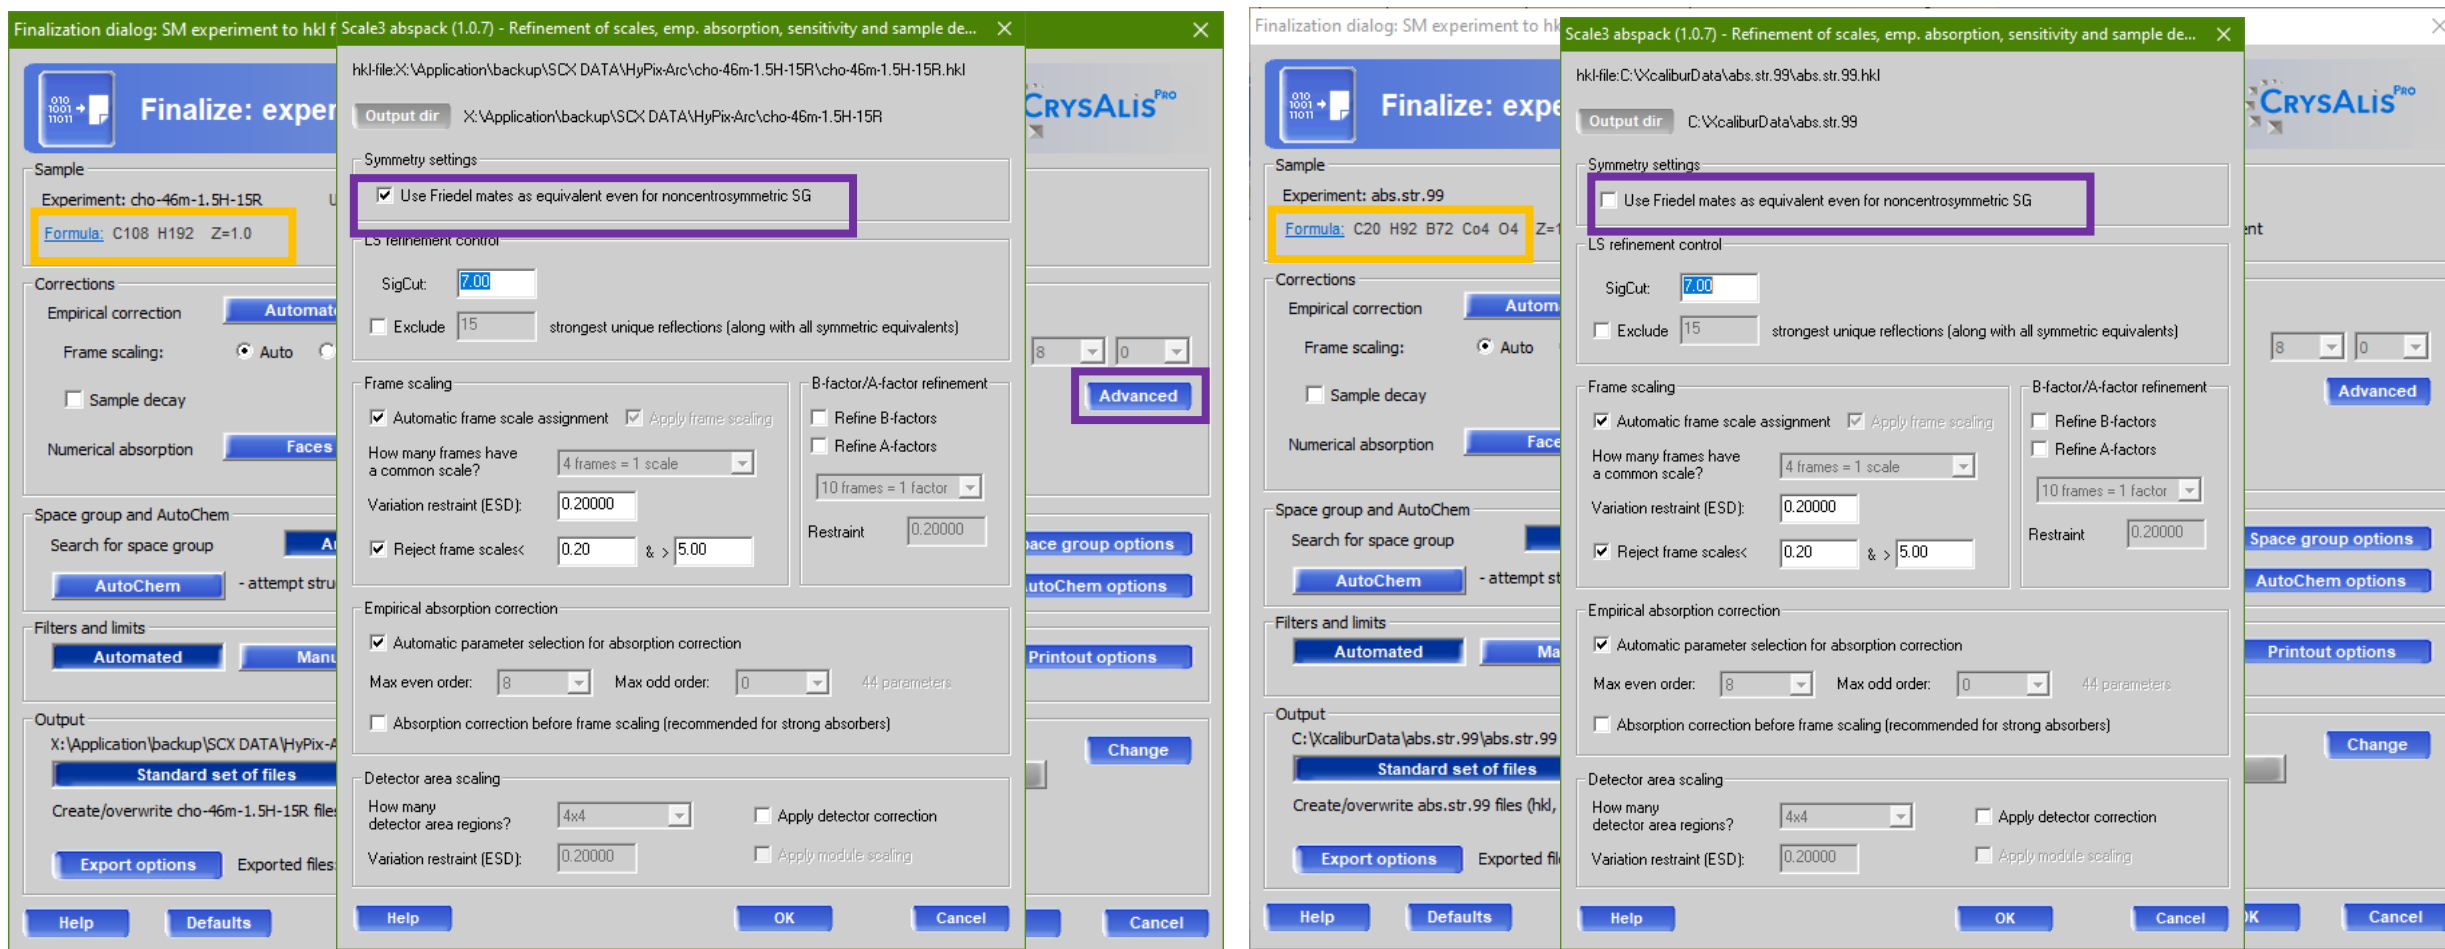 Finalization dialog: SM experiment to hkl f
Scale3 abspack (1.0.7) - Refinement of scales, emp. absorption, sensitivity and sample de...
hkl-file:X:\Application\backup\SCX DATA\HyPix-Arc\cho-46m-1.5H-15R\cho-46m-1.5H-15R.hkl
010
1001
11011
Finalize: exper
Output dir X:\Application\backup\SCX DATA\HyPix-Arc\cho-46m-1.5H-15R
CRYSALIS PRO
Sample
Symmetry settings
Experiment: cho-46m-1.5H-15R U
Use Friedel mates as equivalent even for noncentrosymmetric SG
Formula: C108 H192 Z=1.0
LS refinement control
SigCut: 7.00
Exclude 15 strongest unique reflections (along with all symmetric equivalents)
Corrections
Empirical correction Automat
Frame scaling: Auto
8 0
Sample decay
Advanced
Numerical absorption Faces
Frame scaling
Automatic frame scale assignment Apply frame scaling
How many frames have
a common scale? 4 frames = 1 scale
Variation restraint (ESD): 0.20000
Reject frame scales< 0.20 & > 5.00
B-factor/A-factor refinement
Refine B-factors
Refine A-factors
10 frames = 1 factor
Restraint 0.20000
Space group and AutoChem
Search for space group A
pace group options
AutoChem - attempt stru
utoChem options
Empirical absorption correction
Automatic parameter selection for absorption correction
Max even order: 8 Max odd order: 0 44 parameters
Absorption correction before frame scaling (recommended for strong absorbers)
Filters and limits
Automated Manu
Printout options
Output
X:\Application\backup\SCX DATA\HyPix-A
Change
Standard set of files
Create/overwrite cho-46m-1.5H-15R files
Export options Exported files:
Detector area scaling
How many
detector area regions? 4x4 Apply detector correction
Variation restraint (ESD): 0.20000 Apply module scaling
Help Defaults
Help OK Cancel
Cancel
Finalization dialog: SM experiment to hk
Scale3 abspack (1.0.7) - Refinement of scales, emp. absorption, sensitivity and sample de...
hkl-file:C:\XcaliburData\abs.str.99\abs.str.99.hkl
010
1001
11011
Finalize: expe
Output dir C:\XcaliburData\abs.str.99
CRYSALIS PRO
Sample
Symmetry settings
Experiment: abs.str.99
Use Friedel mates as equivalent even for noncentrosymmetric SG
Formula: C20 H92 B72 Co4 O4 Z=1
ent
LS refinement control
SigCut: 7.00
Exclude 15 strongest unique reflections (along with all symmetric equivalents)
Corrections
Empirical correction Autom
Frame scaling: Auto
8 0
Sample decay
Advanced
Numerical absorption Face
Frame scaling
Automatic frame scale assignment Apply frame scaling
How many frames have
a common scale? 4 frames = 1 scale
Variation restraint (ESD): 0.20000
Reject frame scales< 0.20 & > 5.00
B-factor/A-factor refinement
Refine B-factors
Refine A-factors
10 frames = 1 factor
Restraint 0.20000
Space group and AutoChem
Search for space group
Space group options
AutoChem - attempt st
AutoChem options
Empirical absorption correction
Automatic parameter selection for absorption correction
Max even order: 8 Max odd order: 0 44 parameters
Absorption correction before frame scaling (recommended for strong absorbers)
Filters and limits
Automated Ma
Printout options
Output
C:\XcaliburData\abs.str.99\abs.str.99
Change
Standard set of files
Create/overwrite abs.str.99 files (hkl,
Export options Exported fil
Detector area scaling
How many
detector area regions? 4x4 Apply detector correction
Variation restraint (ESD): 0.20000 Apply module scaling
Help Defaults
Help OK Cancel
K Cancel